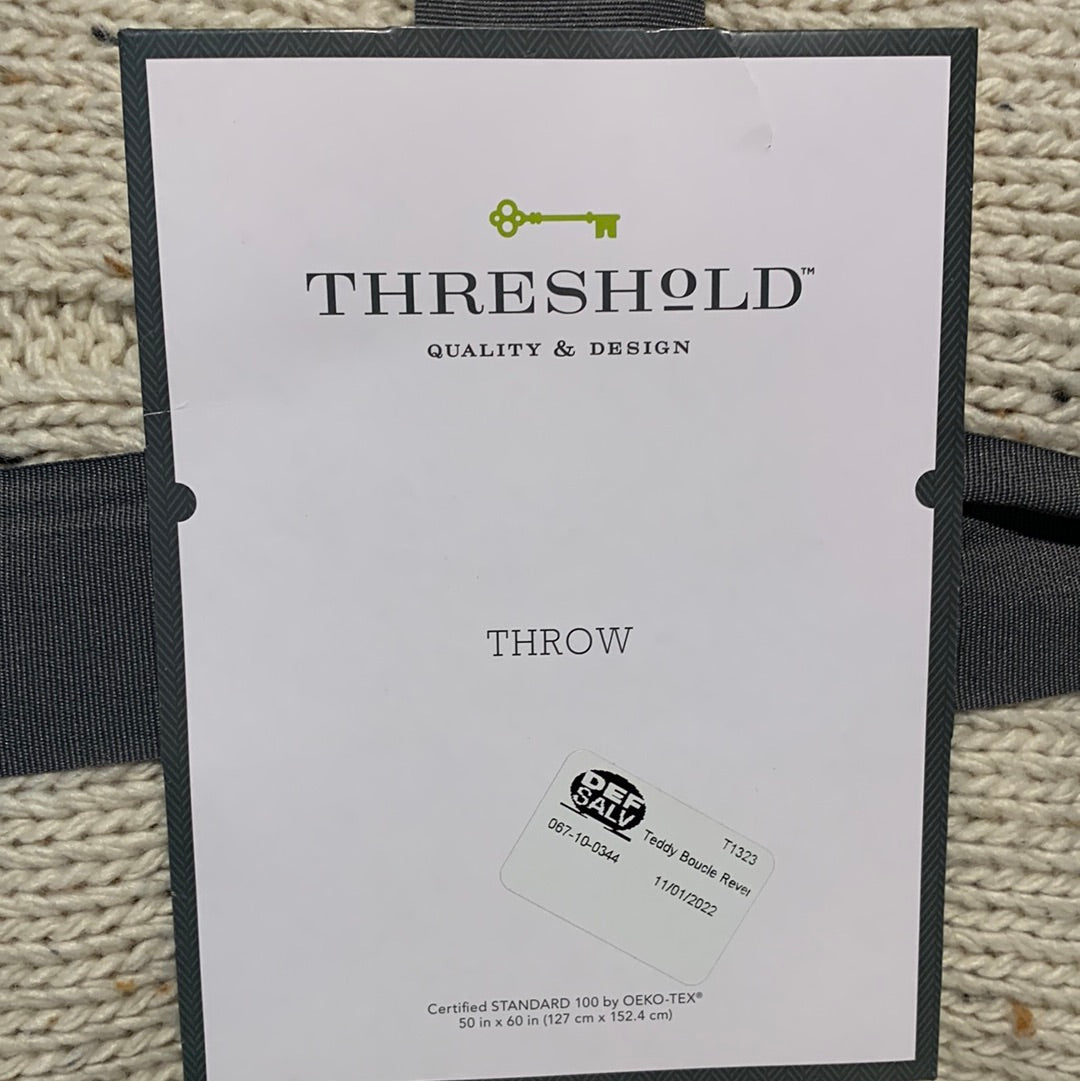 THRESHOLD™
QUALITY & DESIGN
THROW
DEF
SALV
T1323
067-10-0344
Teddy Boucle Rever
11/01/2022
Certified STANDARD 100 by OEKO-TEX®
50 in x 60 in (127 cm x 152.4 cm)